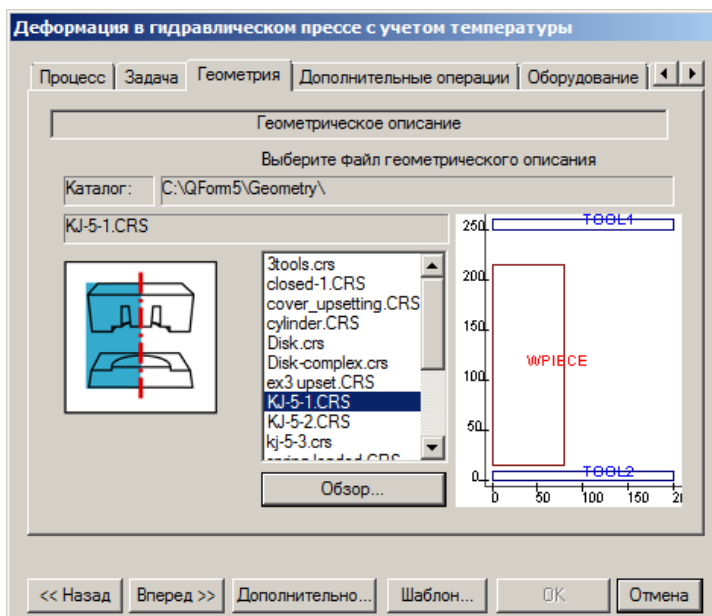 Деформация в гидравлическом прессе с учетом температуры
Процесс Задача Геометрия Дополнительные операции Оборудование
Геометрическое описание
Выберите файл геометрического описания
Каталог: C:\QForm5\Geometry\
KJ-5-1.CRS
3tools.crs
closed-1.CRS
cover_upsetting.CRS
cylinder.CRS
Disk.crs
Disk-complex.crs
ex3 upset.CRS
KJ-5-1.CRS
KJ-5-2.CRS
kj-5-3.crs
Обзор...
250
TOOL1
200
150
WPIECE
100
50
TOOL2
0
0 50 100 150
<< Назад Вперед >> Дополнительно... Шаблон... OK Отмена